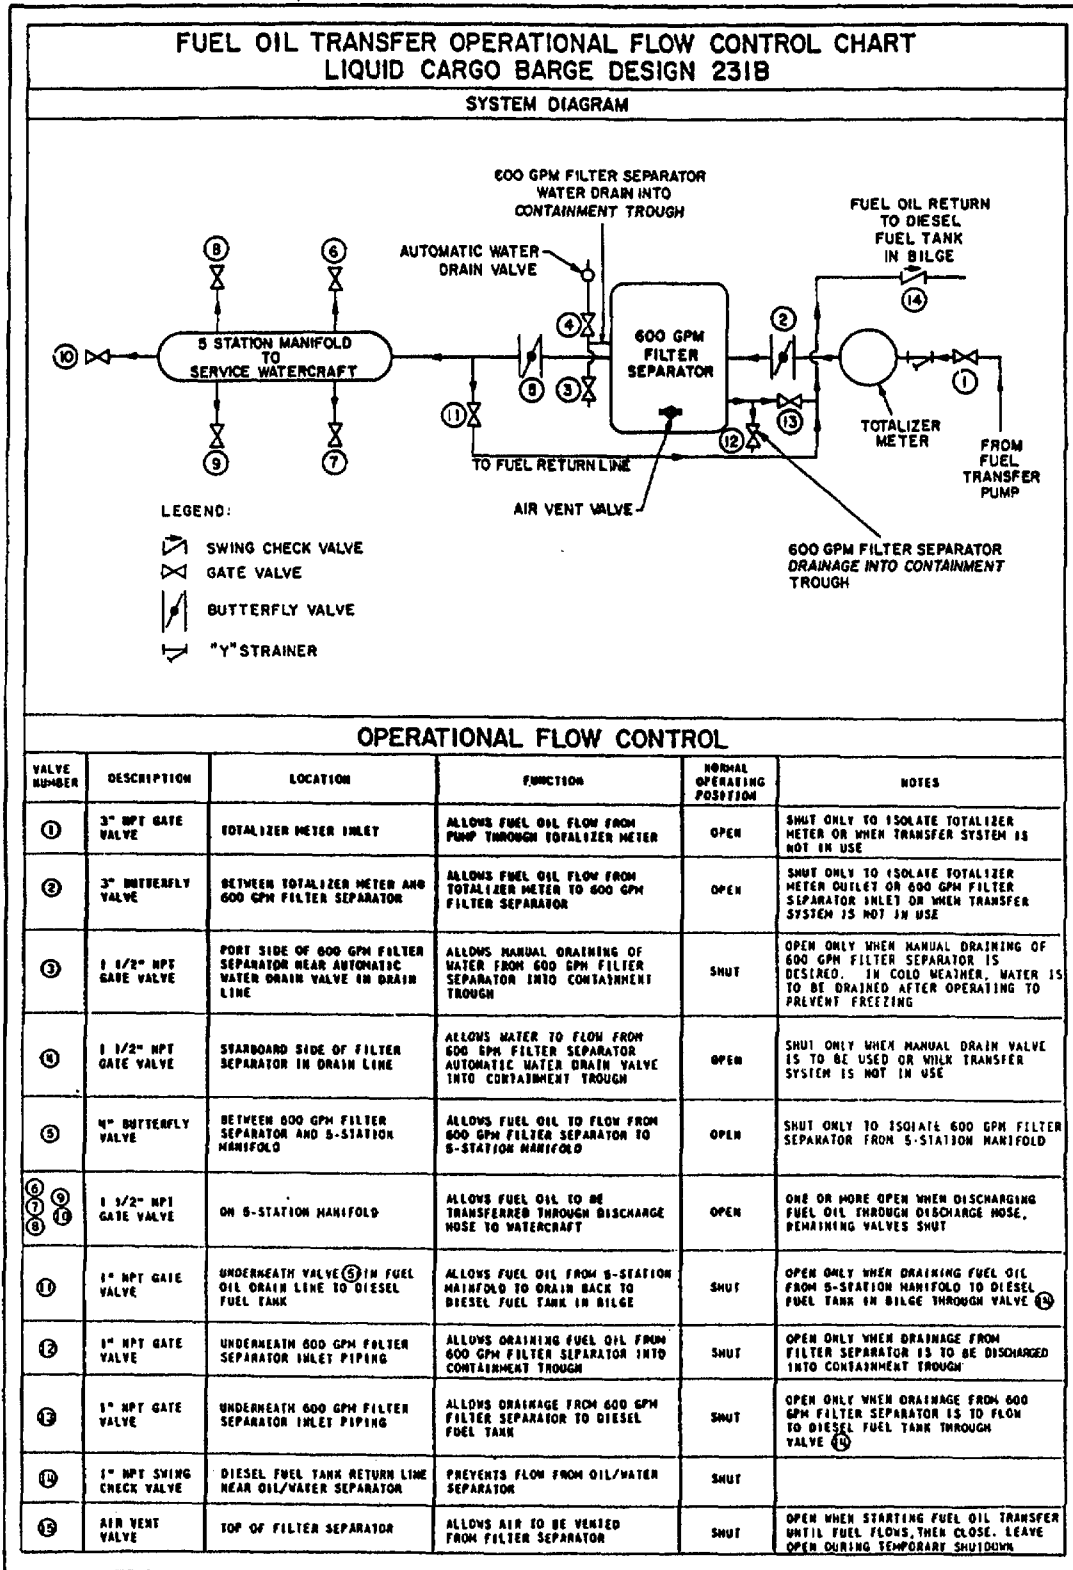 FUEL OIL TRANSFER OPERATIONAL FLOW CONTROL CHART
LIQUID CARGO BARGE DESIGN 231B
SYSTEM DIAGRAM
600 GPM FILTER SEPARATOR
WATER DRAIN INTO
CONTAINMENT TROUGH
FUEL OIL RETURN
TO DIESEL
FUEL TANK
IN BILGE
AUTOMATIC WATER
DRAIN VALVE
8
6
14
4
2
10
5 STATION MANIFOLD
TO
SERVICE WATERCRAFT
600 GPM
FILTER
SEPARATOR
5
3
1
11
13
12
TOTALIZER
METER
9
7
FROM
FUEL
TRANSFER
PUMP
TO FUEL RETURN LINE
AIR VENT VALVE
LEGEND:
SWING CHECK VALVE
GATE VALVE
BUTTERFLY VALVE
"Y" STRAINER
600 GPM FILTER SEPARATOR
DRAINAGE INTO CONTAINMENT
TROUGH
OPERATIONAL FLOW CONTROL
VALVE
NUMBER
DESCRIPTION
LOCATION
FUNCTION
NORMAL
OPERATING
POSITION
NOTES
1
3" NPT GATE
VALVE
TOTALIZER METER INLET
ALLOWS FUEL OIL FLOW FROM
PUMP THROUGH TOTALIZER METER
OPEN
SHUT ONLY TO ISOLATE TOTALIZER
METER OR WHEN TRANSFER SYSTEM IS
NOT IN USE
2
3" BUTTERFLY
VALVE
BETWEEN TOTALIZER METER AND
600 GPM FILTER SEPARATOR
ALLOWS FUEL OIL FLOW FROM
TOTALIZER METER TO 600 GPM
FILTER SEPARATOR
OPEN
SHUT ONLY TO ISOLATE TOTALIZER
METER OUTLET OR 600 GPM FILTER
SEPARATOR INLET OR WHEN TRANSFER
SYSTEM IS NOT IN USE
3
1 1/2" NPT
GATE VALVE
PORT SIDE OF 600 GPM FILTER
SEPARATOR NEAR AUTOMATIC
WATER DRAIN VALVE IN DRAIN
LINE
ALLOWS MANUAL DRAINING OF
WATER FROM 600 GPM FILTER
SEPARATOR INTO CONTAINMENT
TROUGH
SHUT
OPEN ONLY WHEN MANUAL DRAINING OF
600 GPM FILTER SEPARATOR IS
DESIRED. IN COLD WEATHER, WATER IS
TO BE DRAINED AFTER OPERATING TO
PREVENT FREEZING
4
1 1/2" NPT
GATE VALVE
STARBOARD SIDE OF FILTER
SEPARATOR IN DRAIN LINE
ALLOWS WATER TO FLOW FROM
600 GPM FILTER SEPARATOR
AUTOMATIC WATER DRAIN VALVE
INTO CONTAINMENT TROUGH
OPEN
SHUT ONLY WHEN MANUAL DRAIN VALVE
IS TO BE USED OR WHEN TRANSFER
SYSTEM IS NOT IN USE
5
4" BUTTERFLY
VALVE
BETWEEN 600 GPM FILTER
SEPARATOR AND 5-STATION
MANIFOLD
ALLOWS FUEL OIL TO FLOW FROM
600 GPM FILTER SEPARATOR TO
5-STATION MANIFOLD
OPEN
SHUT ONLY TO ISOLATE 600 GPM FILTER
SEPARATOR FROM 5-STATION MANIFOLD
6 9
7 10
8
1 1/2" NPT
GATE VALVE
ON 5-STATION MANIFOLD
ALLOWS FUEL OIL TO BE
TRANSFERRED THROUGH DISCHARGE
HOSE TO WATERCRAFT
OPEN
ONE OR MORE OPEN WHEN DISCHARGING
FUEL OIL THROUGH DISCHARGE HOSE,
REMAINING VALVES SHUT
11
1" NPT GATE
VALVE
UNDERNEATH VALVE 5 IN FUEL
OIL DRAIN LINE TO DIESEL
FUEL TANK
ALLOWS FUEL OIL FROM 5-STATION
MAINFOLD TO DRAIN BACK TO
DIESEL FUEL TANK IN BILGE
SHUT
OPEN ONLY WHEN DRAINING FUEL OIL
FROM 5-STATION MANIFOLD TO DIESEL
FUEL TANK IN BILGE THROUGH VALVE 14
12
1" NPT GATE
VALVE
UNDERNEATH 600 GPM FILTER
SEPARATOR INLET PIPING
ALLOWS DRAINING FUEL OIL FROM
600 GPM FILTER SEPARATOR INTO
CONTAINMENT TROUGH
SHUT
OPEN ONLY WHEN DRAINAGE FROM
FILTER SEPARATOR IS TO BE DISCHARGED
INTO CONTAINMENT TROUGH
13
1" NPT GATE
VALVE
UNDERNEATH 600 GPM FILTER
SEPARATOR INLET PIPING
ALLOWS DRAINAGE FROM 600 GPM
FILTER SEPARATOR TO DIESEL
FUEL TANK
SHUT
OPEN ONLY WHEN DRAINAGE FROM 600
GPM FILTER SEPARATOR IS TO FLOW
TO DIESEL FUEL TANK THROUGH
VALVE 14
14
1" NPT SWING
CHECK VALVE
DIESEL FUEL TANK RETURN LINE
NEAR OIL/WATER SEPARATOR
PREVENTS FLOW FROM OIL/WATER
SEPARATOR
SHUT
15
AIR VENT
VALVE
TOP OF FILTER SEPARATOR
ALLOWS AIR TO BE VENTED
FROM FILTER SEPARATOR
SHUT
OPEN WHEN STARTING FUEL OIL TRANSFER
UNTIL FUEL FLOWS, THEN CLOSE. LEAVE
OPEN DURING TEMPORARY SHUTDOWN